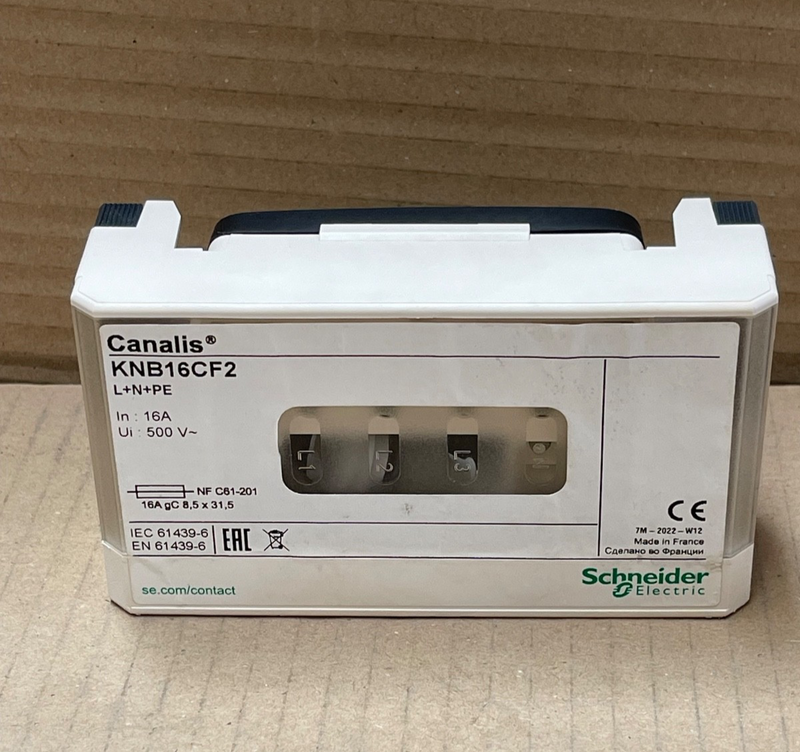 Canalis®
KNB16CF2
L+N+PE
In : 16A
Ui : 500 V~
L1
L2
L3
NF C61-201
16A gC 8,5 x 31,5
IEC 61439-6
EN 61439-6
EAC
CE
7M - 2022 - W12
Made in France
Сделано во Франции
se.com/contact
Schneider
Electric